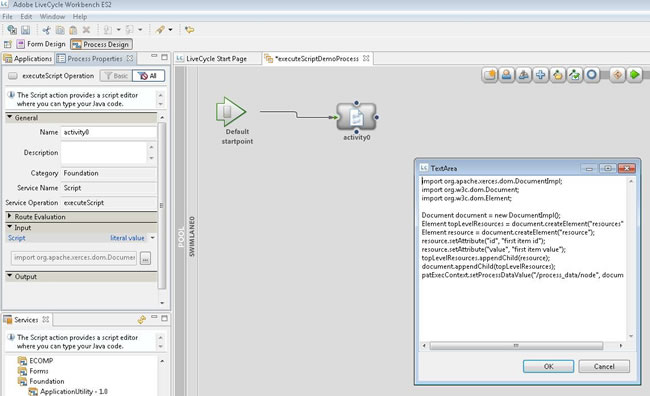 Adobe LiveCycle Workbench ES2
File Edit Window Help
Form Design Process Design
Applications Process Properties
executeScript Operation Basic All
The Script action provides a script editor
where you can type your Java code.
General
Name activity0
Description
Category Foundation
Service Name Script
Service Operation executeScript
Route Evaluation
Input
Script literal value
import org.apache.xerces.dom.Documer
...
Output
Services
The Script action provides a script editor
where you can type your Java code.
ECOMP
Forms
Foundation
ApplicationUtility - 1.0
LiveCycle Start Page *executeScriptDemoProcess
POOL
SWIMLANE0
Default
startpoint
activity0
TextArea
import org.apache.xerces.dom.DocumentImpl;
import org.w3c.dom.Document;
import org.w3c.dom.Element;
Document document = new DocumentImpl();
Element topLevelResources = document.createElement("resources"
Element resource = document.createElement("resource");
resource.setAttribute("id", "first item id");
resource.setAttribute("value", "first item value");
topLevelResources.appendChild(resource);
document.appendChild(topLevelResources);
patExecContext.setProcessDataValue("/process_data/node", docum
OK Cancel